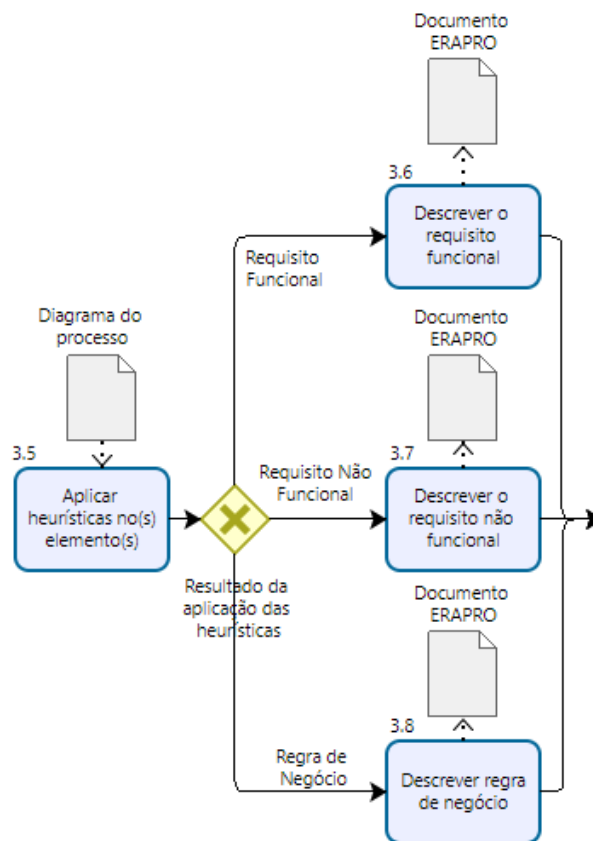 Documento
ERAPRO
3.6
Descrever o
requisito
funcional
Requisito
Funcional
Diagrama do
processo
Documento
ERAPRO
3.5
Aplicar
heurísticas no(s)
elemento(s)
Requisito Não
Funcional
3.7
Descrever o
requisito não
funcional
Resultado da
aplicação das
heurísticas
Documento
ERAPRO
3.8
Regra de
Negócio
Descrever regra
de negócio